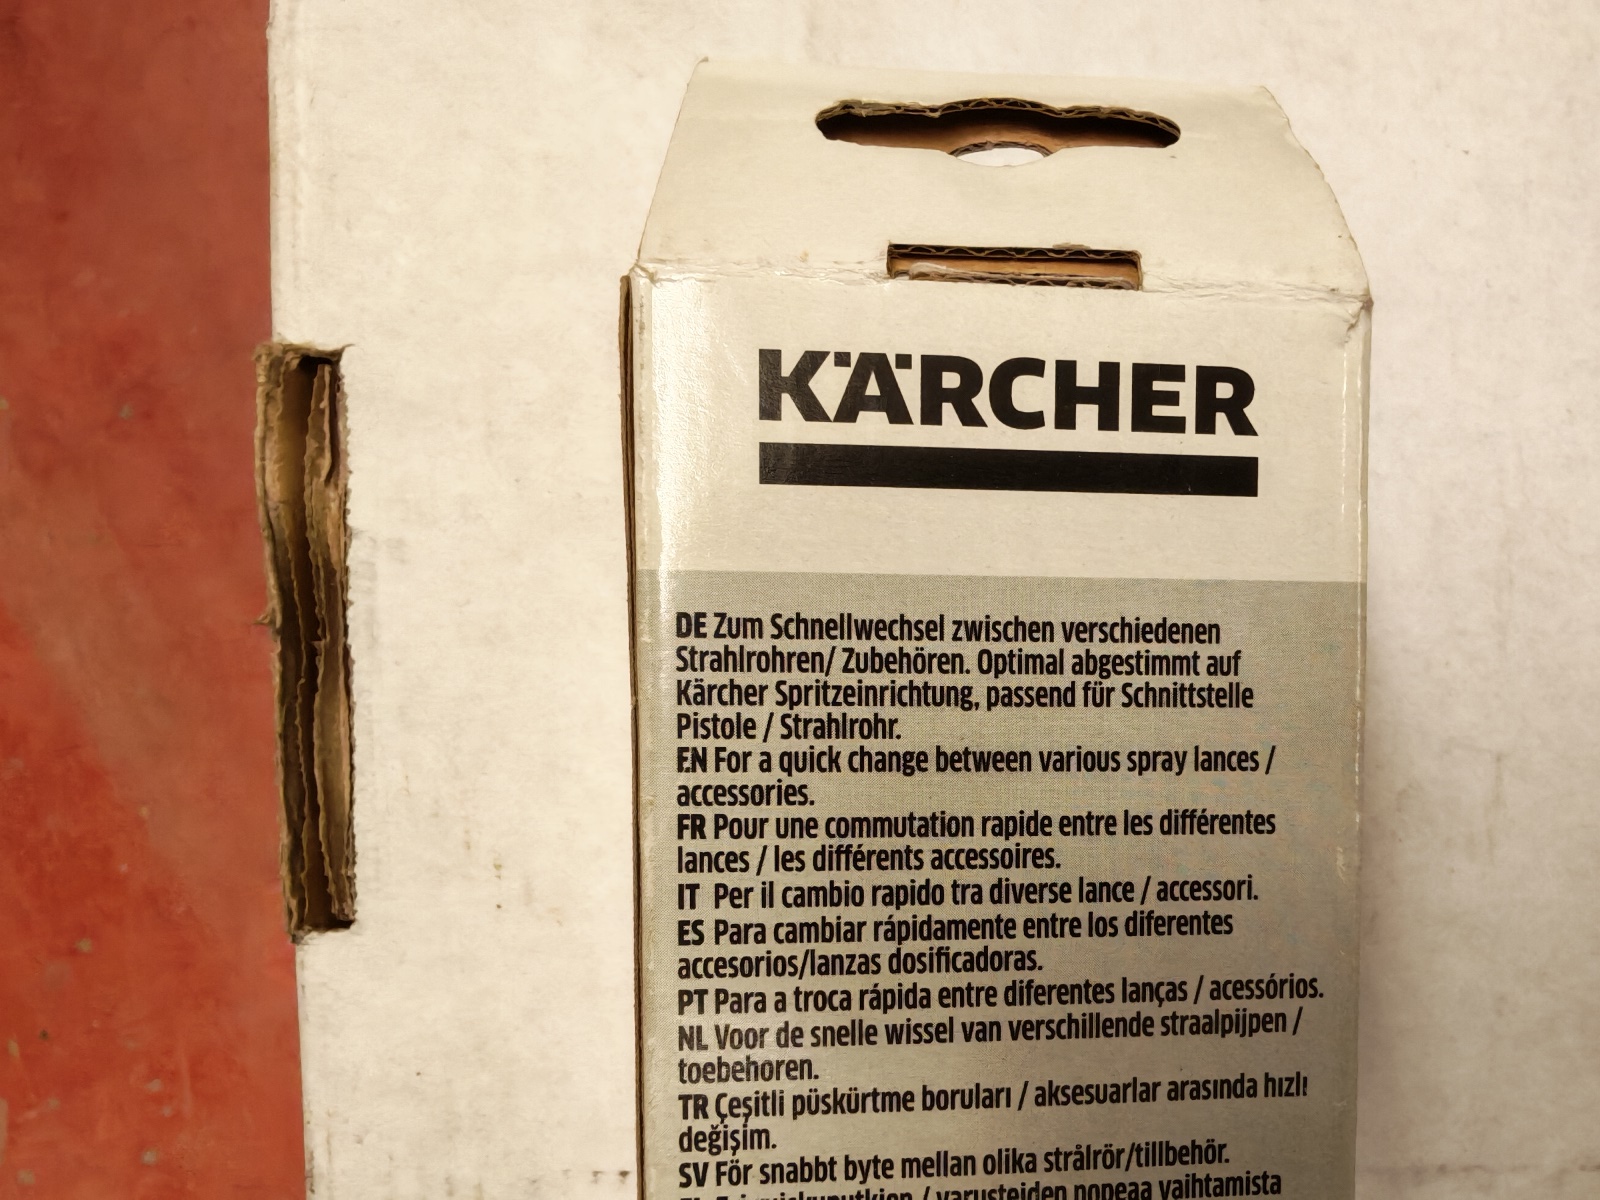 KÄRCHER
DE Zum Schnellwechsel zwischen verschiedenen
Strahlrohren/ Zubehören. Optimal abgestimmt auf
Kärcher Spritzeinrichtung, passend für Schnittstelle
Pistole / Strahlrohr.
EN For a quick change between various spray lances /
accessories.
FR Pour une commutation rapide entre les différentes
lances / les différents accessoires.
IT Per il cambio rapido tra diverse lance / accessori.
ES Para cambiar rápidamente entre los diferentes
accesorios/lanzas dosificadoras.
PT Para a troca rápida entre diferentes lanças / acessórios.
NL Voor de snelle wissel van verschillende straalpijpen /
toebehoren.
TR Çeşitli püskürtme boruları / aksesuarlar arasında hızlı
değişim.
SV För snabbt byte mellan olika strålrör/tillbehör.
/ varusteiden nopeaa vaihtamista